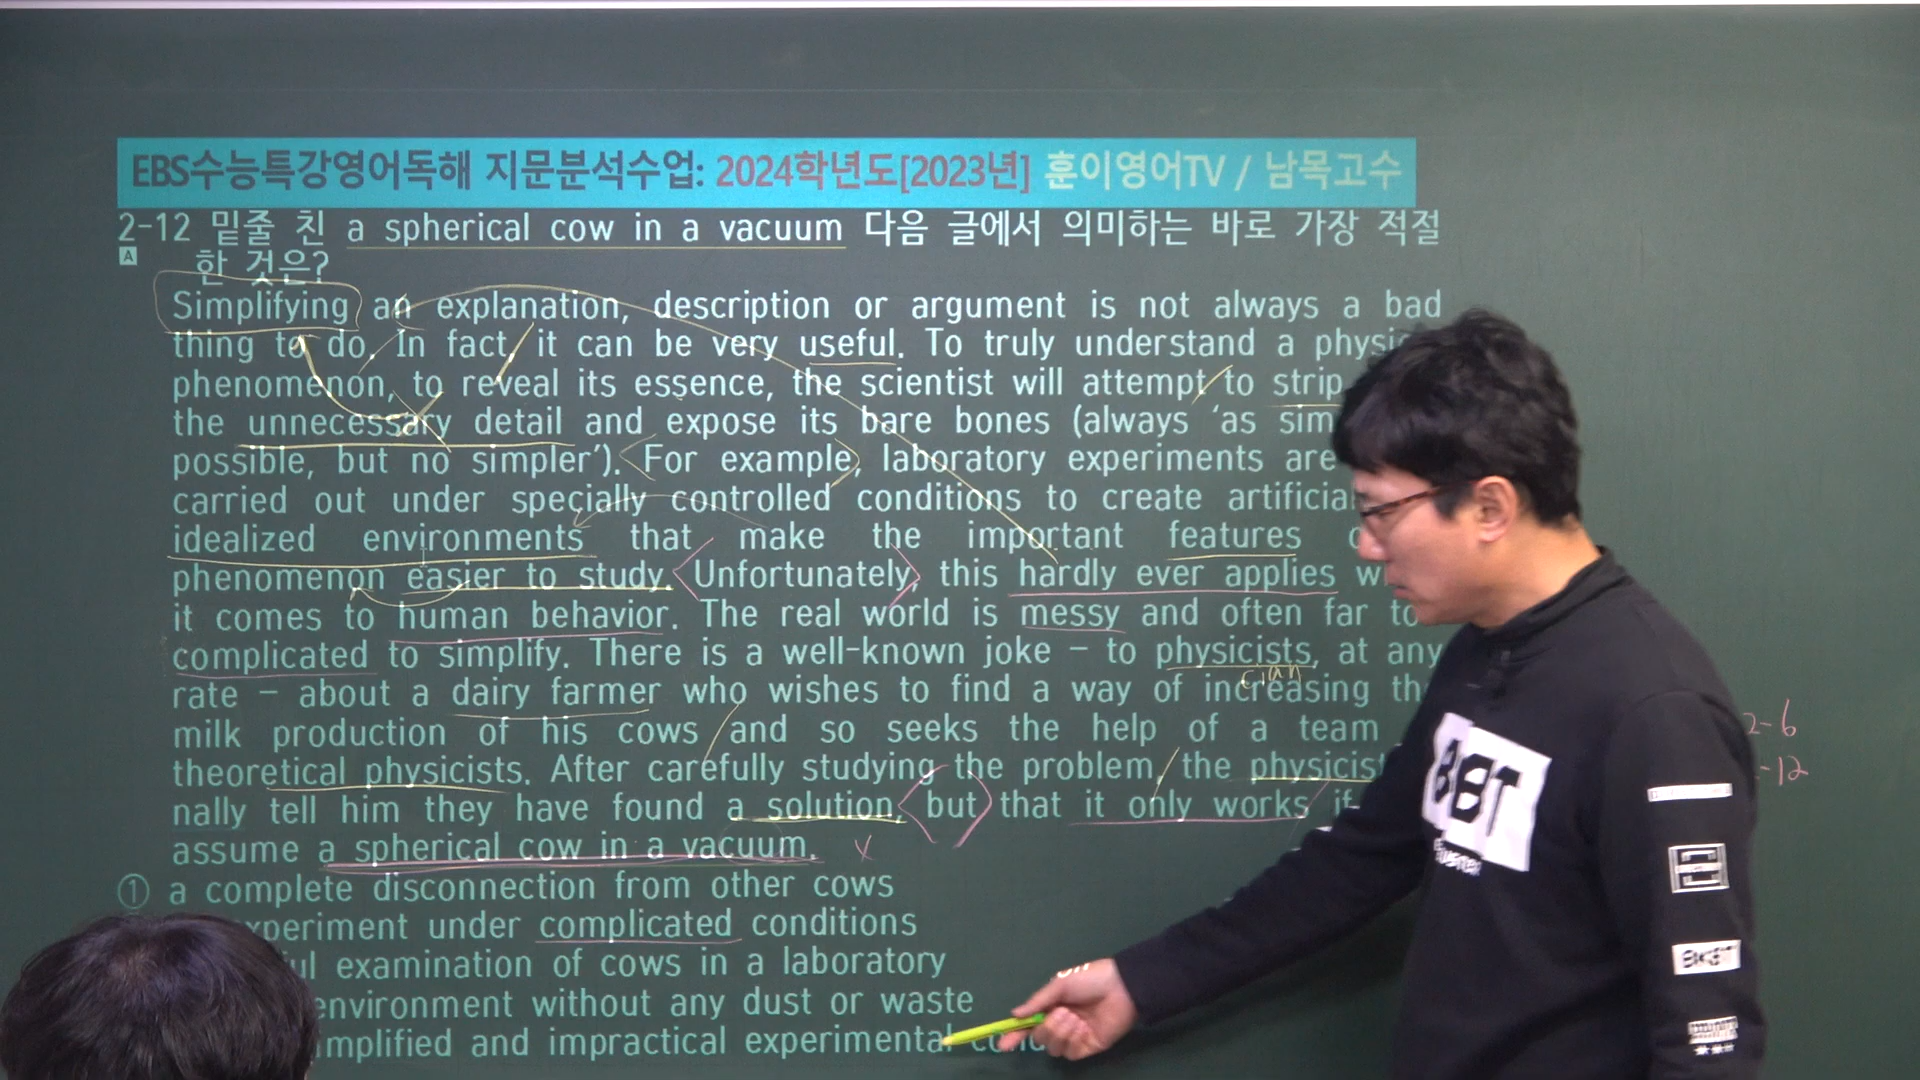 EBS수능특강영어독해 지문분석수업: 2024학년도[2023년] 훈이영어TV / 남목고수
2-12 밑줄 친 a spherical cow in a vacuum 다음 글에서 의미하는 바로 가장 적절
A 한 것은?
Simplifying an explanation, description or argument is not always a bad
thing to do. In fact, it can be very useful. To truly understand a
phenomenon, to reveal its essence, the scientist will attempt to strip
the unnecessary detail and expose its bare bones (always ‘as
possible, but no simpler’). For example, laboratory experiments are
carried out under specially controlled conditions to create
idealized environments that make the important features
phenomenon easier to study. Unfortunately, this hardly ever applies
it comes to human behavior. The real world is messy and often far
complicated to simplify. There is a well-known joke – to physicists, at any
cian
rate – about a dairy farmer who wishes to find a way of increasing
milk production of his cows and so seeks the help of a team
theoretical physicists. After carefully studying the problem, the
nally tell him they have found a solution, but that it only works if
assume a spherical cow in a vacuum. x
① a complete disconnection from other cows
under complicated conditions
examination of cows in a laboratory
environment without any dust or waste
and impractical experimental
2-6
-12
BBT
BKBT